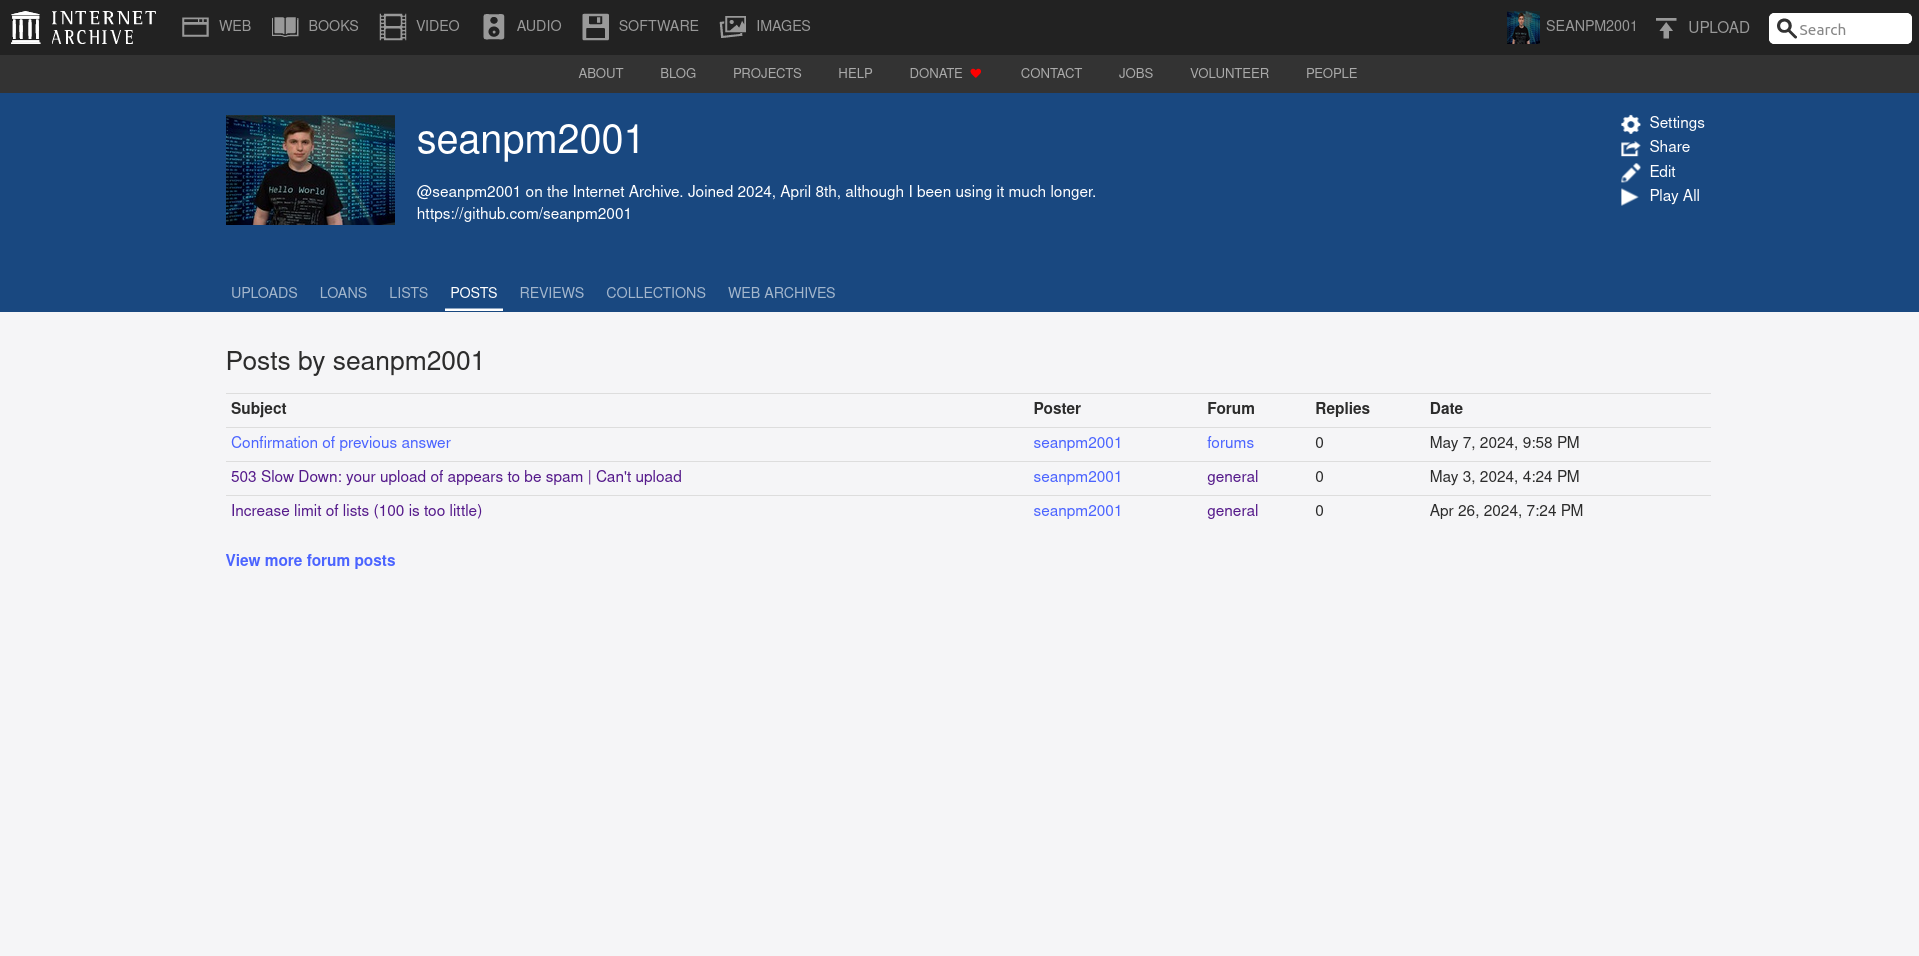 INTERNET ARCHIVE
WEB BOOKS VIDEO AUDIO SOFTWARE IMAGES SEANPM2001 UPLOAD Search
ABOUT BLOG PROJECTS HELP DONATE CONTACT JOBS VOLUNTEER PEOPLE
Hello World
seanpm2001
@seanpm2001 on the Internet Archive. Joined 2024, April 8th, although I been using it much longer.
https://github.com/seanpm2001
Settings
Share
Edit
Play All
UPLOADS LOANS LISTS POSTS REVIEWS COLLECTIONS WEB ARCHIVES
Posts by seanpm2001
Subject Poster Forum Replies Date
Confirmation of previous answer seanpm2001 forums 0 May 7, 2024, 9:58 PM
503 Slow Down: your upload of appears to be spam | Can't upload seanpm2001 general 0 May 3, 2024, 4:24 PM
Increase limit of lists (100 is too little) seanpm2001 general 0 Apr 26, 2024, 7:24 PM
View more forum posts